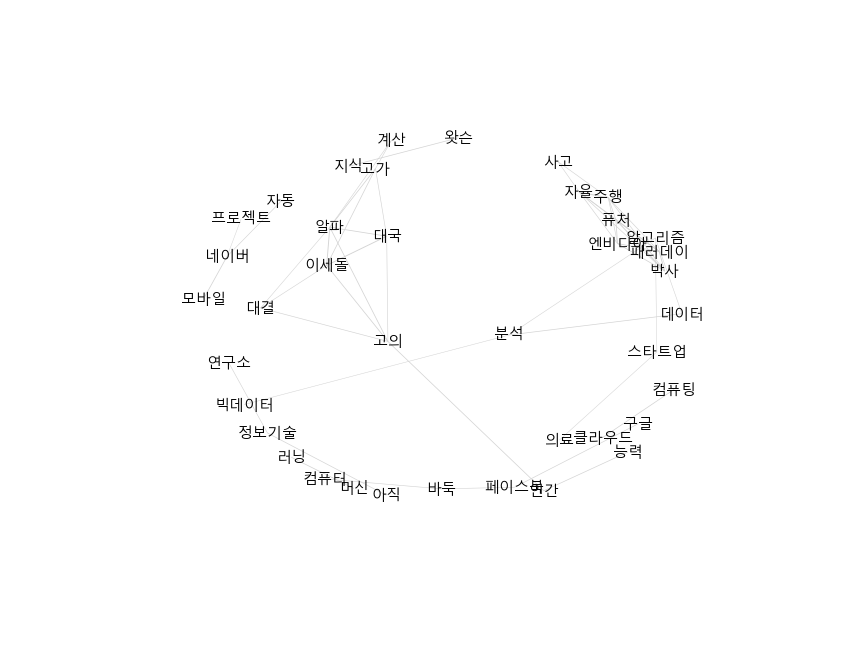 계산
왓슨
지식
고가
사고
자율
주행
자동
프로젝트
퓨처
알파
대국
알고리즘
엔비디아
패러데이
네이버
이세돌
박사
모바일
대결
데이터
분석
고의
스타트업
연구소
컴퓨팅
빅데이터
구글
정보기술
의료
클라우드
능력
러닝
컴퓨터
머신
아직
바둑
페이스북
인간